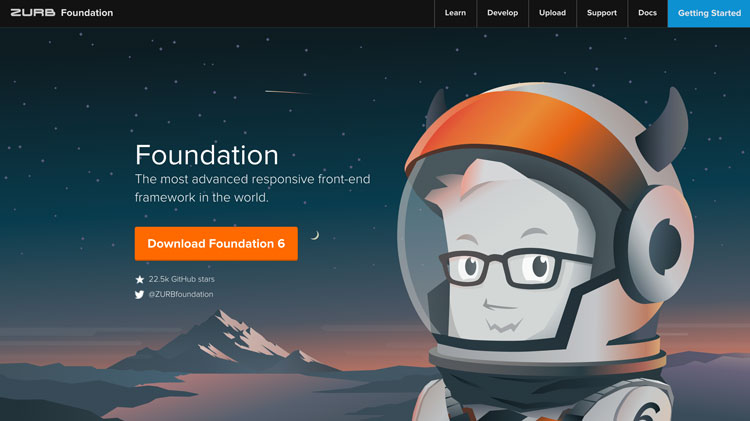 ZURB Foundation
Learn
Develop
Upload
Support
Docs
Getting Started
Foundation
The most advanced responsive front-end
framework in the world.
Download Foundation 6
22.5k GitHub stars
@ZURBfoundation